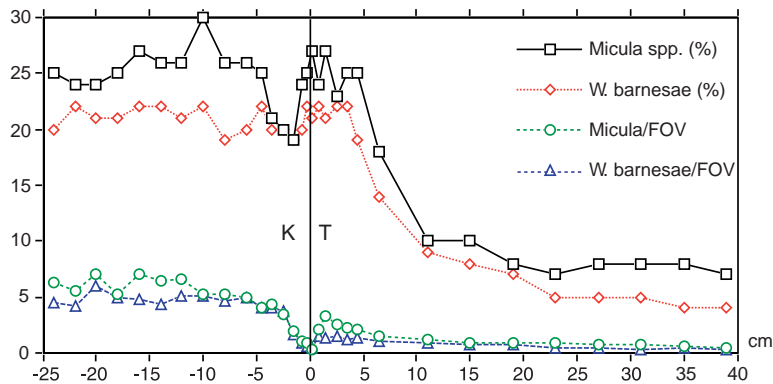 30
25
20
15
10
5
0
Micula spp. (%)
W. barnesae (%)
Micula/FOV
W. barnesae/FOV
K T
-25 -20 -15 -10 -5 0 5 10 15 20 25 30 35 40 cm